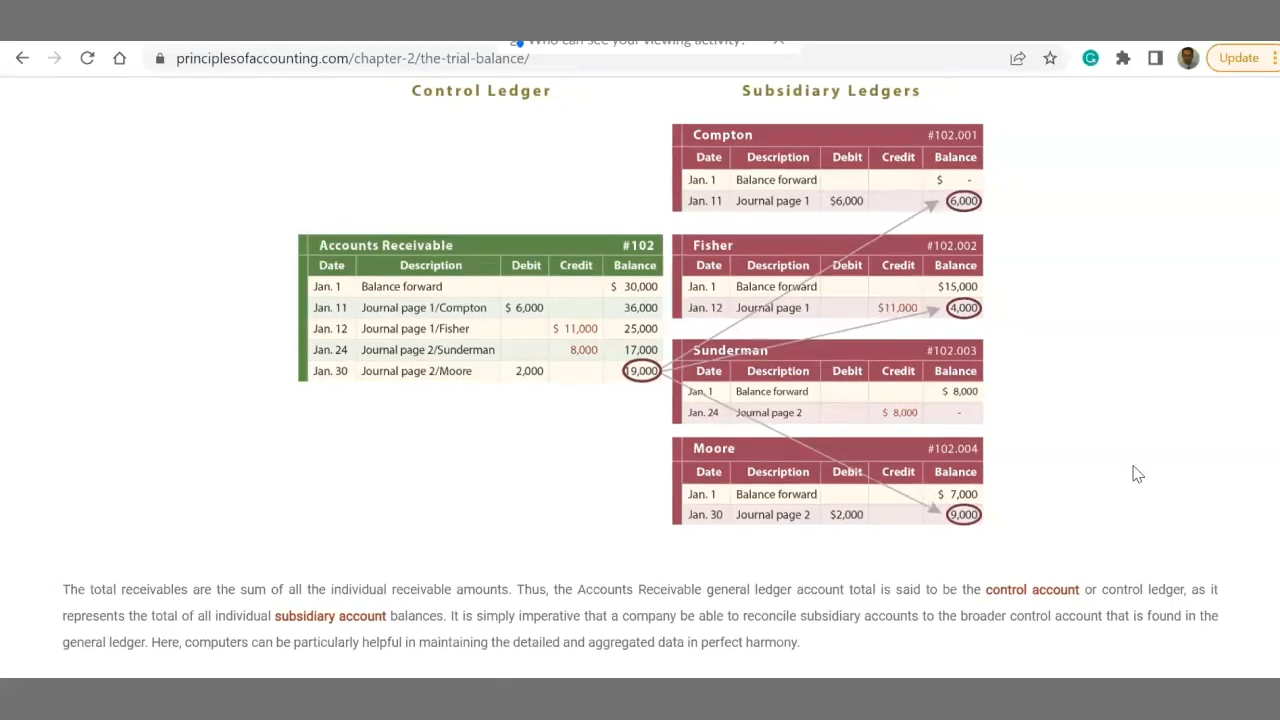 Who can see your viewing activity?
principlesofaccounting.com/chapter-2/the-trial-balance/
Update
Control Ledger
Subsidiary Ledgers
Compton #102.001
Date Description Debit Credit Balance
Jan. 1 Balance forward $ -
Jan. 11 Journal page 1 $6,000 6,000
Accounts Receivable #102
Date Description Debit Credit Balance
Jan. 1 Balance forward $ 30,000
Jan. 11 Journal page 1/Compton $ 6,000 36,000
Jan. 12 Journal page 1/Fisher $ 11,000 25,000
Jan. 24 Journal page 2/Sunderman 8,000 17,000
Jan. 30 Journal page 2/Moore 2,000 19,000
Fisher #102.002
Date Description Debit Credit Balance
Jan. 1 Balance forward $15,000
Jan. 12 Journal page 1 $11,000 4,000
Sunderman #102.003
Date Description Debit Credit Balance
Jan. 1 Balance forward $ 8,000
Jan. 24 Journal page 2 $ 8,000 -
Moore #102.004
Date Description Debit Credit Balance
Jan. 1 Balance forward $ 7,000
Jan. 30 Journal page 2 $2,000 9,000
The total receivables are the sum of all the individual receivable amounts. Thus, the Accounts Receivable general ledger account total is said to be the control account or control ledger, as it
represents the total of all individual subsidiary account balances. It is simply imperative that a company be able to reconcile subsidiary accounts to the broader control account that is found in the
general ledger. Here, computers can be particularly helpful in maintaining the detailed and aggregated data in perfect harmony.